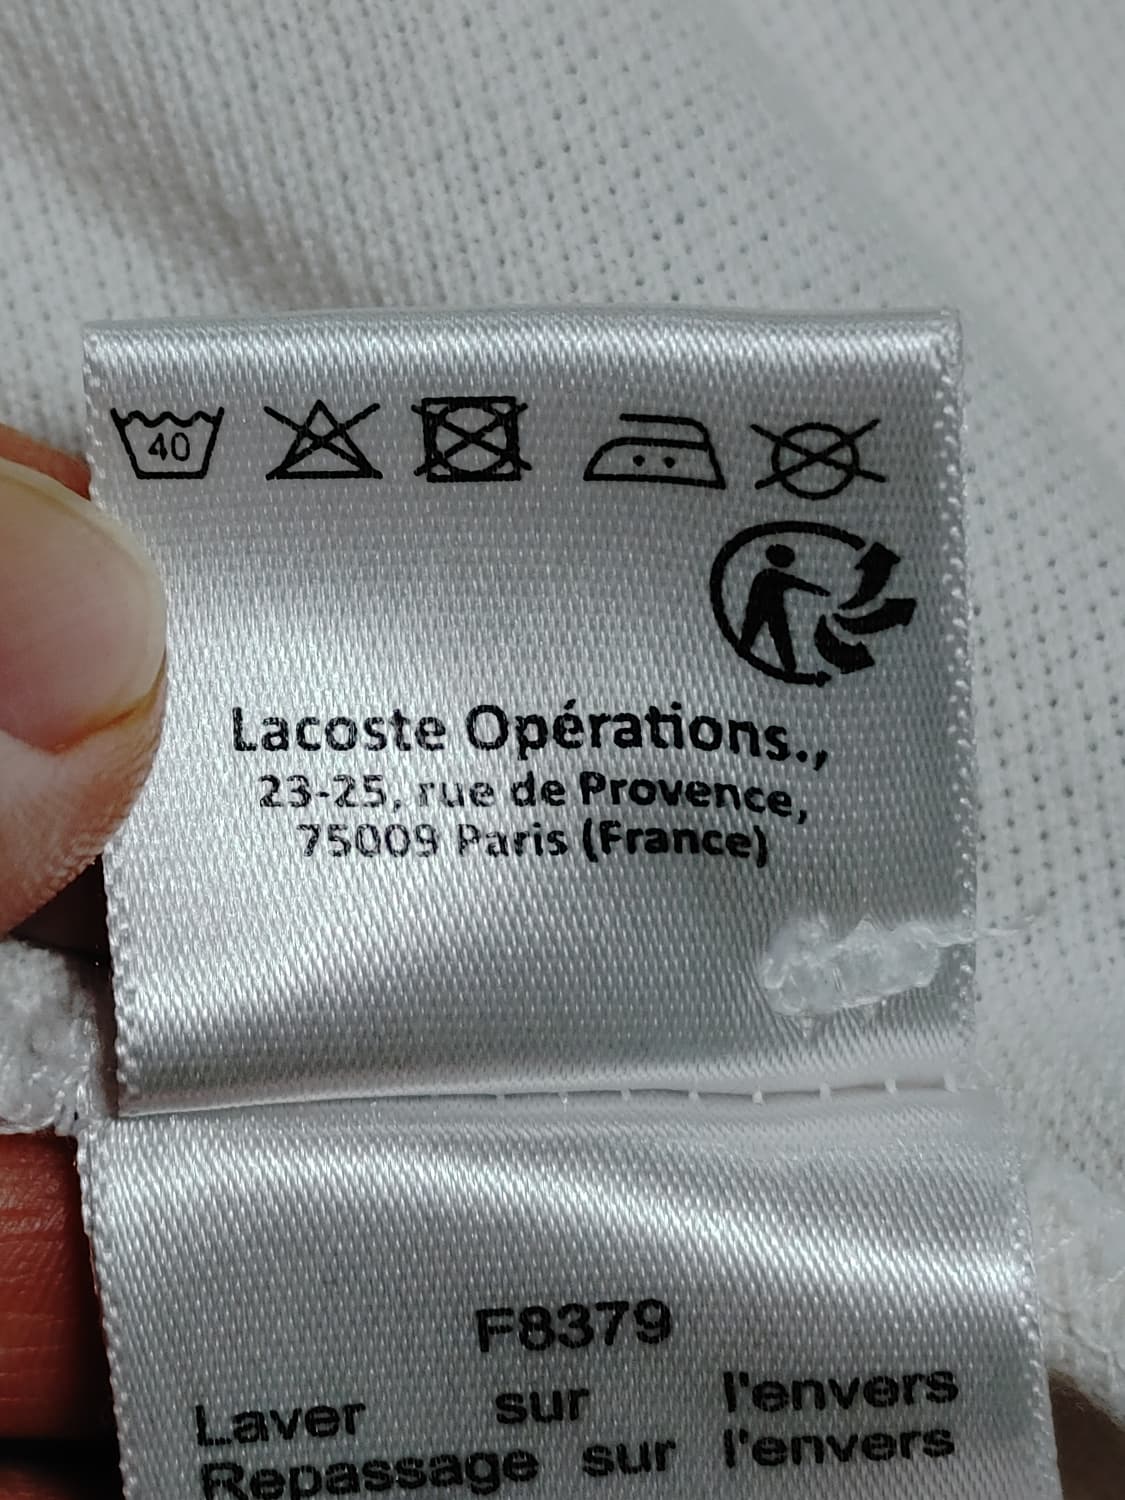 40
Lacoste Opérations.,
23-25, rue de Provence,
75009 Paris (France)
F8379
Laver sur l'envers
Repassage sur l'envers